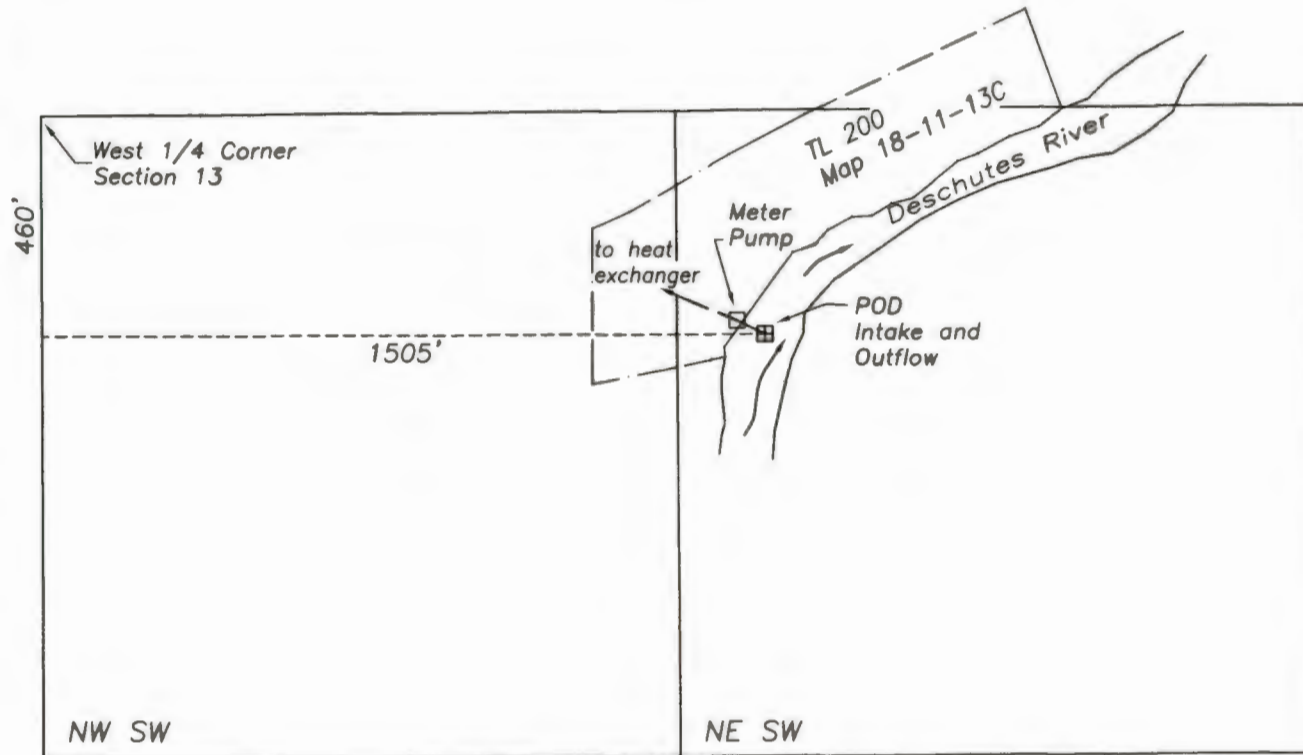 West 1/4 Corner
Section 13
460'
TL 200
Map 18-11-13C
Deschutes River
Meter
Pump
to heat
exchanger
POD
Intake and
Outflow
1505'
NW SW
NE SW